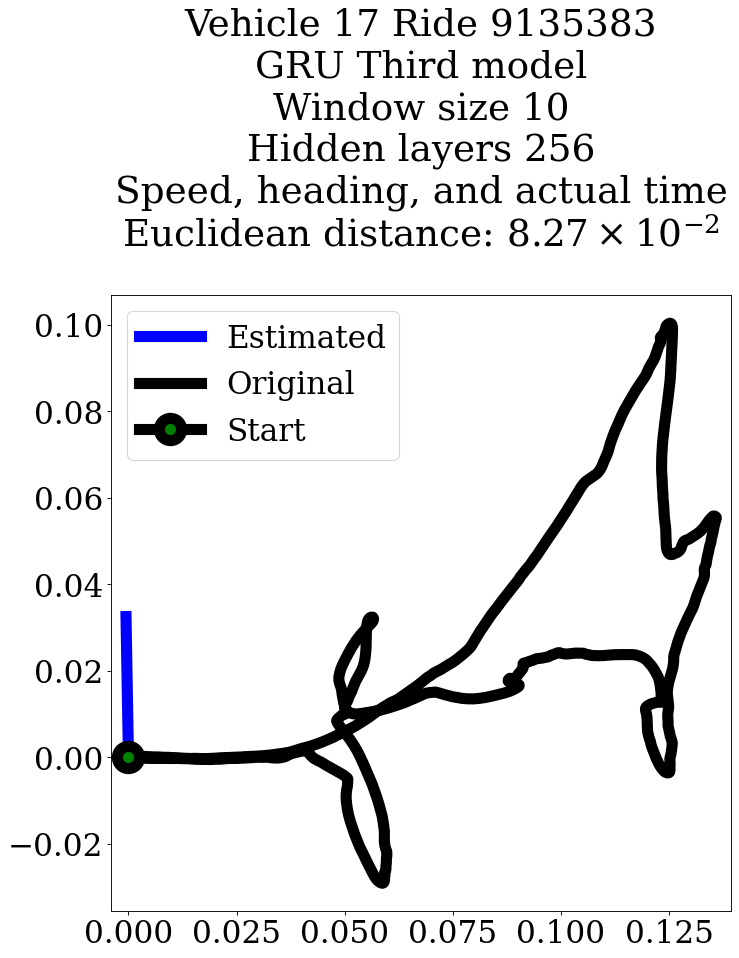 Vehicle 17 Ride 9135383
GRU Third model
Window size 10
Hidden layers 256
Speed, heading, and actual time
Euclidean distance: 8.27 × 10⁻²
Estimated
Original
Start
0.10
0.08
0.06
0.04
0.02
0.00
−0.02
0.000 0.025 0.050 0.075 0.100 0.125